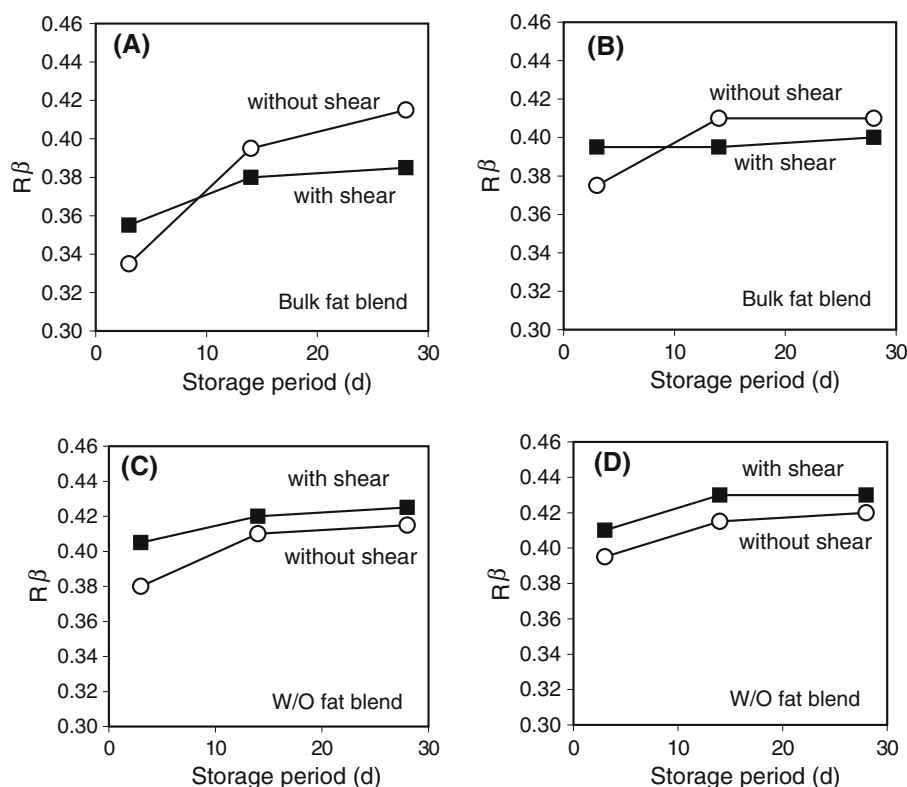 (A)
0.46
0.44
0.42
0.40
0.38
0.36
0.34
0.32
0.30
Rβ
without shear
with shear
Bulk fat blend
0 10 20 30
Storage period (d)
(B)
0.46
0.44
0.42
0.40
0.38
0.36
0.34
0.32
0.30
Rβ
without shear
with shear
Bulk fat blend
0 10 20 30
Storage period (d)
(C)
0.46
0.44
0.42
0.40
0.38
0.36
0.34
0.32
0.30
Rβ
with shear
without shear
W/O fat blend
0 10 20 30
Storage period (d)
(D)
0.46
0.44
0.42
0.40
0.38
0.36
0.34
0.32
0.30
Rβ
with shear
without shear
W/O fat blend
0 10 20 30
Storage period (d)